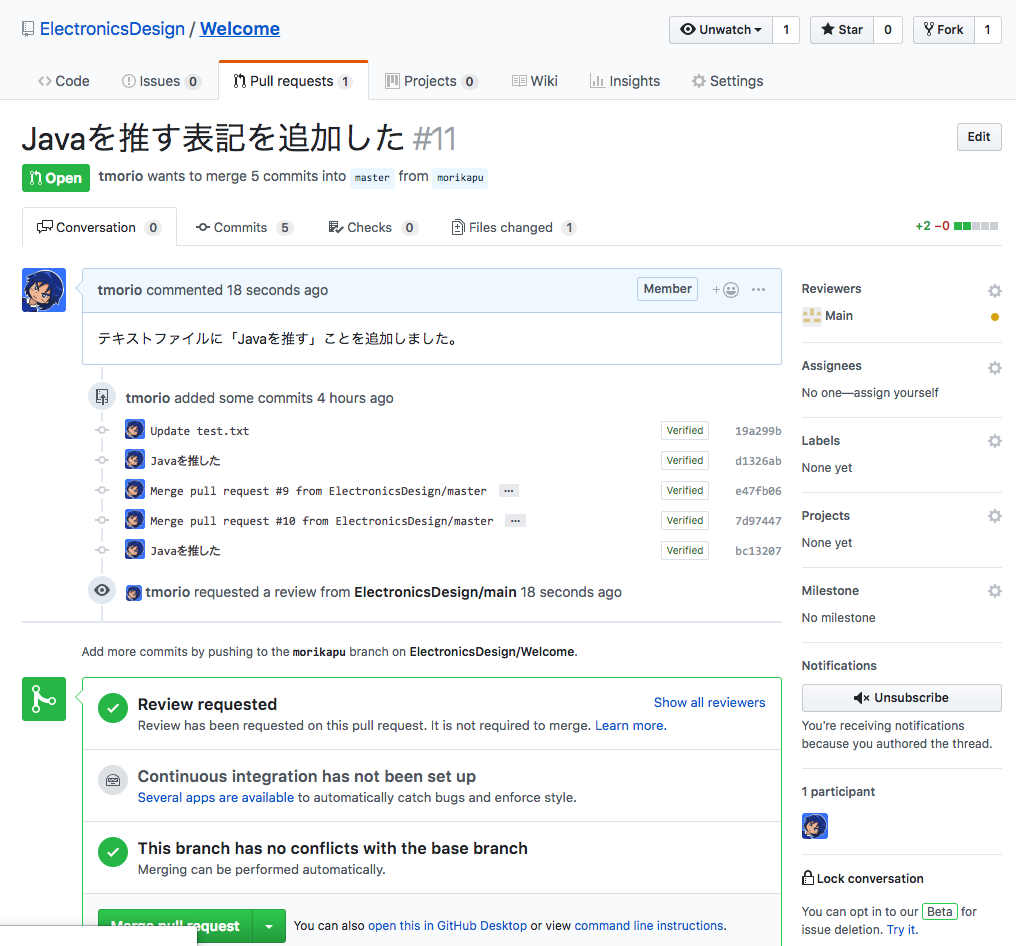 ElectronicsDesign / Welcome
Unwatch 1 Star 0 Fork 1
Code Issues 0 Pull requests 1 Projects 0 Wiki Insights Settings
Javaを推す表記を追加した #11
Edit
Open tmorio wants to merge 5 commits into master from morikapu
Conversation 0 Commits 5 Checks 0 Files changed 1 +2 −0
tmorio commented 18 seconds ago Member
テキストファイルに「Javaを推す」ことを追加しました。
tmorio added some commits 4 hours ago
Update test.txt Verified 19a299b
Javaを推した Verified d1326ab
Merge pull request #9 from ElectronicsDesign/master … Verified e47fb06
Merge pull request #10 from ElectronicsDesign/master … Verified 7d97447
Javaを推した Verified bc13207
tmorio requested a review from ElectronicsDesign/main 18 seconds ago
Add more commits by pushing to the morikapu branch on ElectronicsDesign/Welcome.
Review requested Show all reviewers
Review has been requested on this pull request. It is not required to merge. Learn more.
Continuous integration has not been set up
Several apps are available to automatically catch bugs and enforce style.
This branch has no conflicts with the base branch
Merging can be performed automatically.
Merge pull request You can also open this in GitHub Desktop or view command line instructions.
Reviewers
Main
Assignees
No one—assign yourself
Labels
None yet
Projects
None yet
Milestone
No milestone
Notifications
Unsubscribe
You're receiving notifications
because you authored the thread.
1 participant
Lock conversation
You can opt in to our Beta for
issue deletion. Try it.